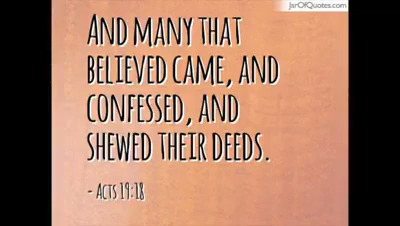 JarOfQuotes.com
AND MANY THAT
BELIEVED CAME, AND
CONFESSED, AND
SHEWED THEIR DEEDS.
- ACTS 19:18